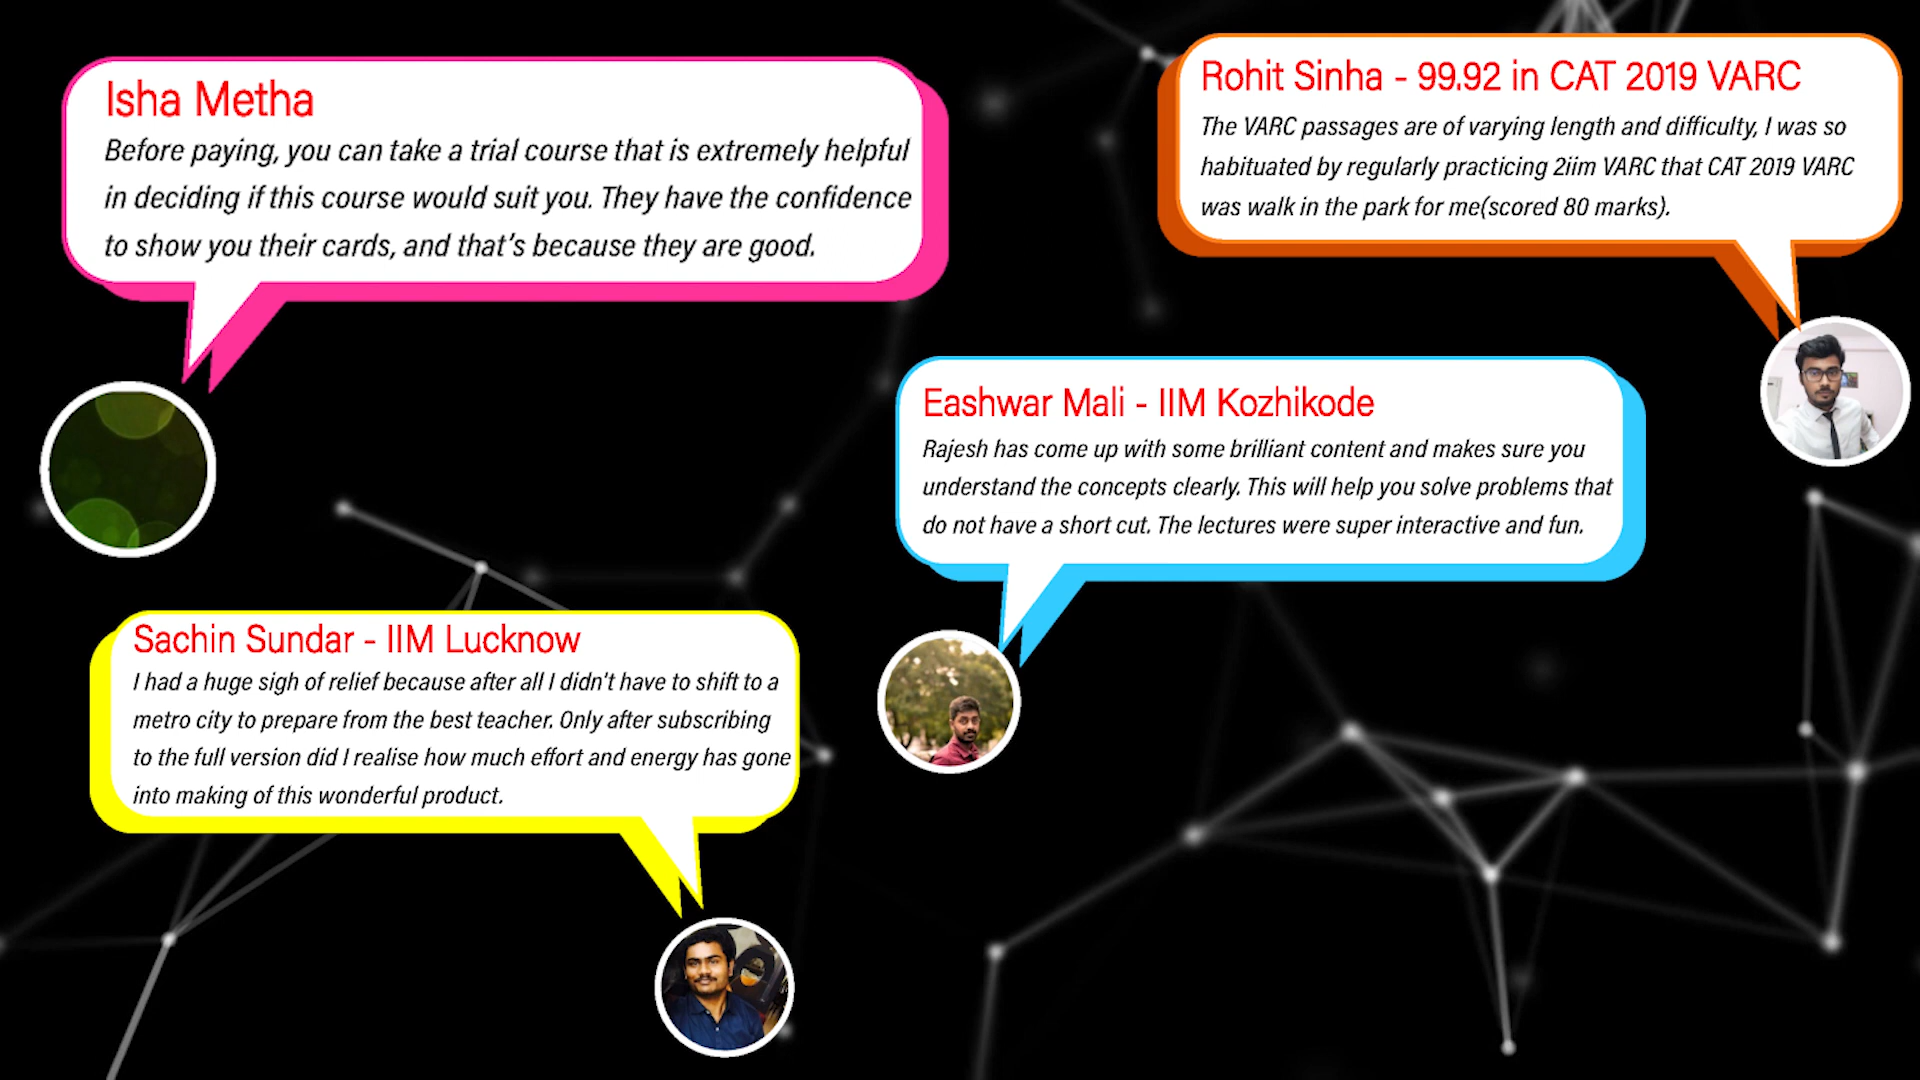 Isha Metha
Before paying, you can take a trial course that is extremely helpful
in deciding if this course would suit you. They have the confidence
to show you their cards, and that's because they are good.
Rohit Sinha - 99.92 in CAT 2019 VARC
The VARC passages are of varying length and difficulty, I was so
habituated by regularly practicing 2iim VARC that CAT 2019 VARC
was walk in the park for me(scored 80 marks).
Eashwar Mali - IIM Kozhikode
Rajesh has come up with some brilliant content and makes sure you
understand the concepts clearly. This will help you solve problems that
do not have a short cut. The lectures were super interactive and fun.
Sachin Sundar - IIM Lucknow
I had a huge sigh of relief because after all I didn't have to shift to a
metro city to prepare from the best teacher. Only after subscribing
to the full version did I realise how much effort and energy has gone
into making of this wonderful product.